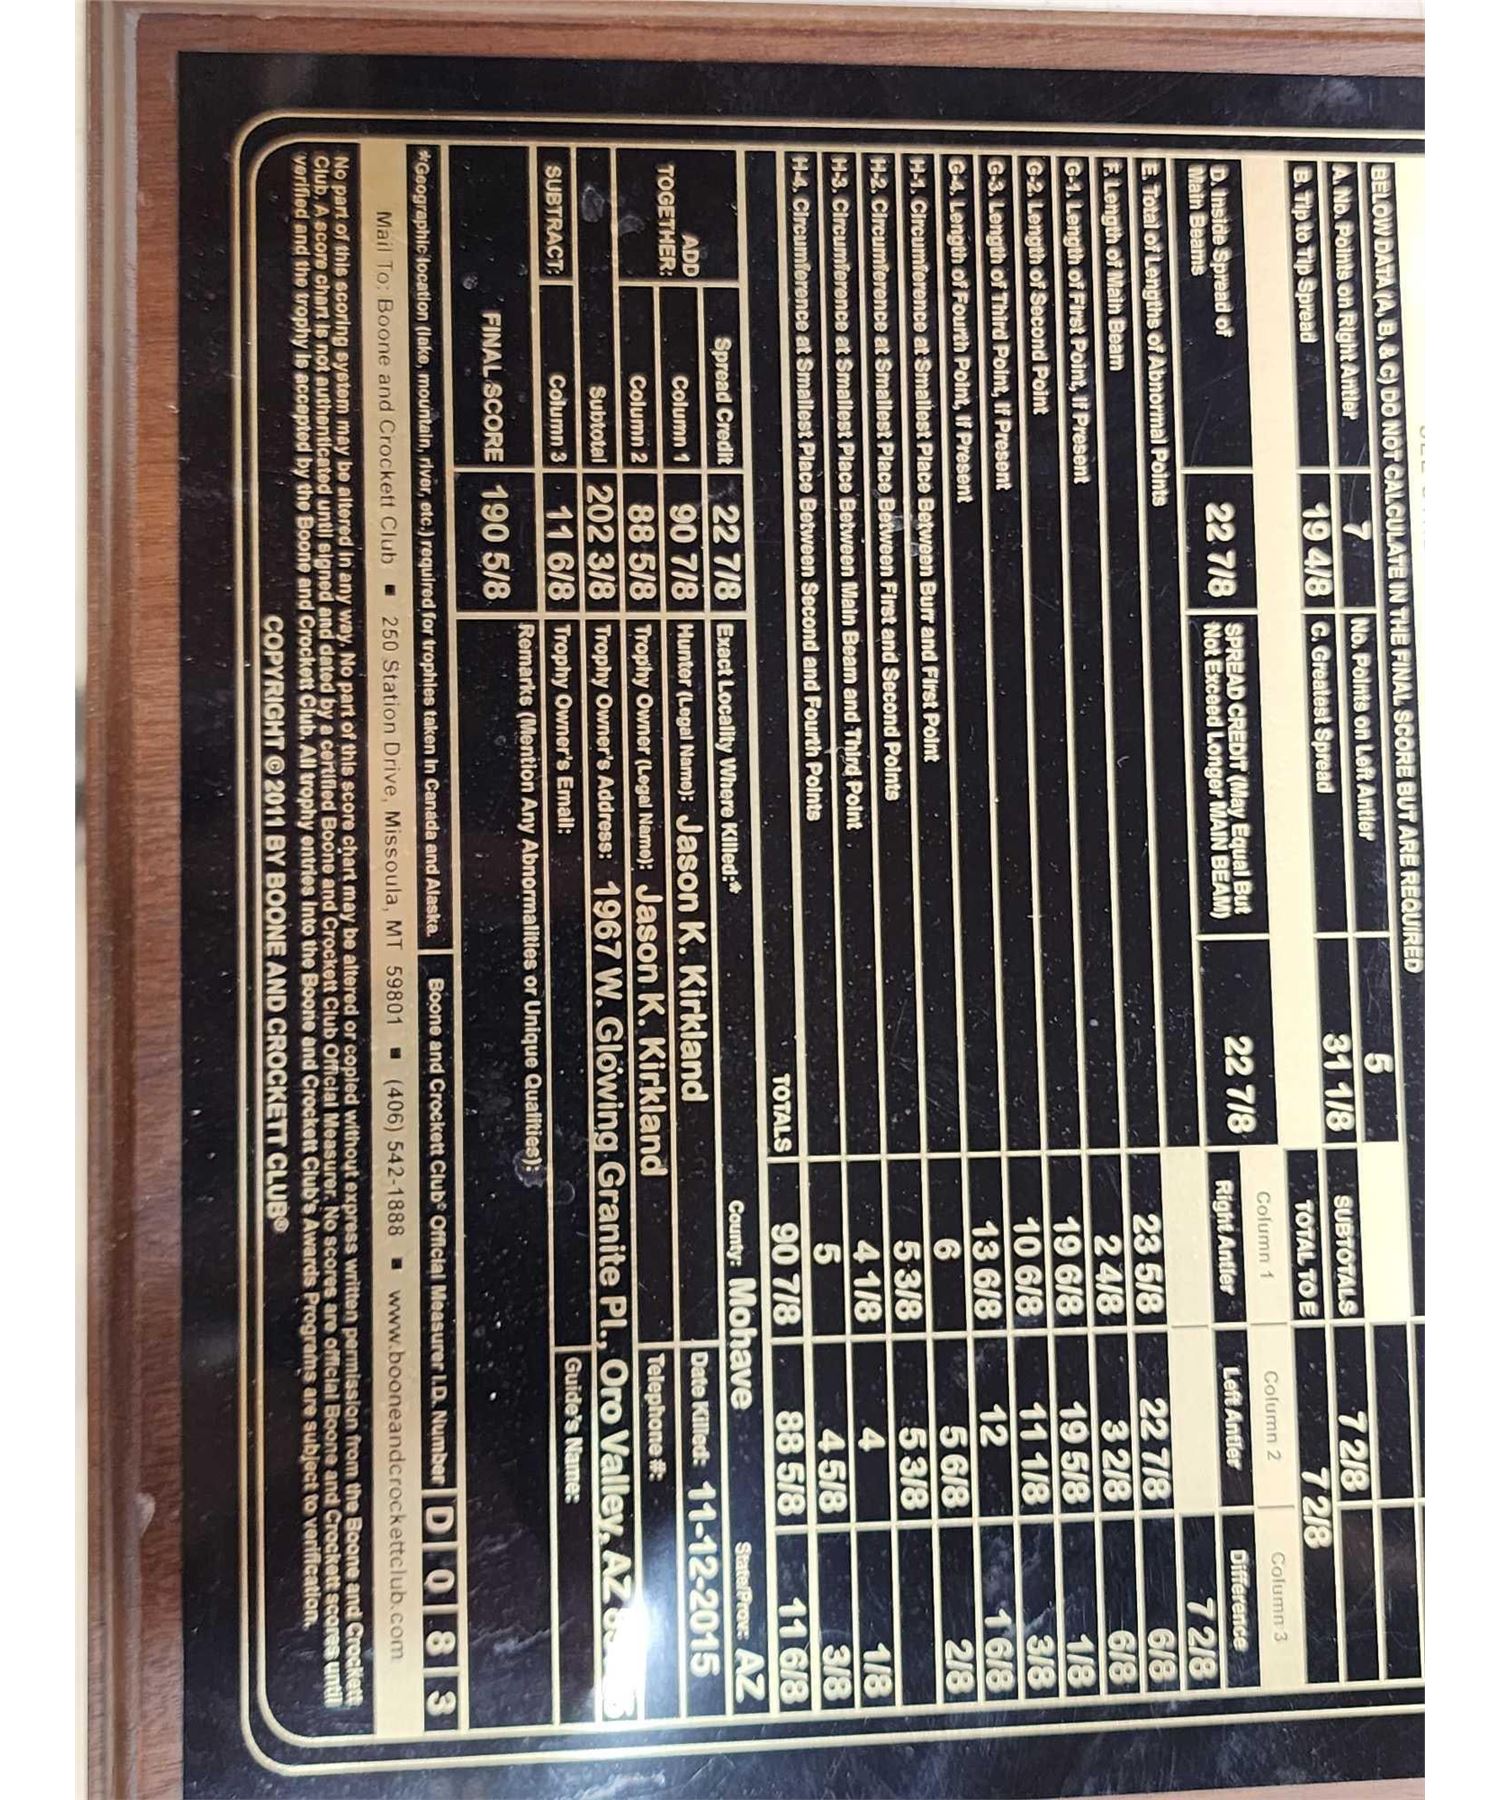 BELOW DATA (A, B, & C) DO NOT CALCULATE IN THE FINAL SCORE BUT ARE REQUIRED
A. No. Points on Right Antler 7 No. Points on Left Antler 5 SUBTOTALS 7 2/8
B. Tip to Tip Spread 19 4/8 C. Greatest Spread 31 1/8 TOTAL TO E 7 2/8
Column 1 Column 2 Column 3
D. Inside Spread of Main Beams 22 7/8 SPREAD CREDIT (May Equal But Not Exceed Longer MAIN BEAM) 22 7/8 Right Antler Left Antler Difference
E. Total of Lengths of Abnormal Points 7 2/8
F. Length of Main Beam 23 5/8 22 7/8 6/8
G-1. Length of First Point, If Present 2 4/8 3 2/8 6/8
G-2. Length of Second Point 19 6/8 19 5/8 1/8
G-3. Length of Third Point, If Present 10 6/8 11 1/8 3/8
G-4. Length of Fourth Point, If Present 13 6/8 12 1 6/8
H-1. Circumference at Smallest Place Between Burr and First Point 6 5 6/8 2/8
H-2. Circumference at Smallest Place Between First and Second Points 5 3/8 5 3/8
H-3. Circumference at Smallest Place Between Main Beam and Third Point 4 1/8 4 1/8
H-4. Circumference at Smallest Place Between Second and Fourth Points 5 4 5/8 3/8
TOTALS 90 7/8 88 5/8 11 6/8
ADD TOGETHER: Spread Credit 22 7/8 Exact Locality Where Killed:* County: Mohave State/Prov: AZ
Column 1 90 7/8 Hunter (Legal Name): Jason K. Kirkland Date Killed: 11-12-2015
Column 2 88 5/8 Trophy Owner (Legal Name): Jason K. Kirkland Telephone #:
Subtotal 202 3/8 Trophy Owner's Address: 1967 W. Glowing Granite Pl., Oro Valley, AZ
SUBTRACT: Column 3 11 6/8 Trophy Owner's Email: Guide's Name:
FINAL SCORE 190 5/8 Remarks (Mention Any Abnormalities or Unique Qualities):
*Geographic location (lake, mountain, river, etc.) required for trophies taken in Canada and Alaska. Boone and Crockett Club® Official Measurer I.D. Number D 0 8 3
Mail To: Boone and Crockett Club ▪ 250 Station Drive, Missoula, MT 59801 ▪ (406) 542-1888 ▪ www.booneandcrockettclub.com
No part of this scoring system may be altered in any way. No part of this score chart may be altered or copied without express written permission from the Boone and Crockett
Club. A score chart is not authenticated until signed and dated by a certified Boone and Crockett Club Official Measurer. No scores are official Boone and Crockett scores until
verified and the trophy is accepted by the Boone and Crockett Club. All trophy entries into the Boone and Crockett Club's Awards Programs are subject to verification.
COPYRIGHT © 2011 BY BOONE AND CROCKETT CLUB®